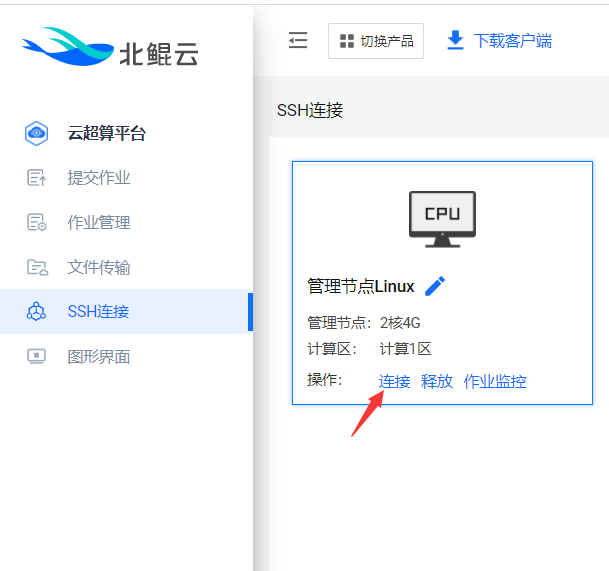 北鲲云
切换产品
下载客户端
云超算平台
提交作业
作业管理
文件传输
SSH连接
图形界面
SSH连接
CPU
管理节点Linux
管理节点：2核4G
计算区： 计算1区
操作： 连接 释放 作业监控